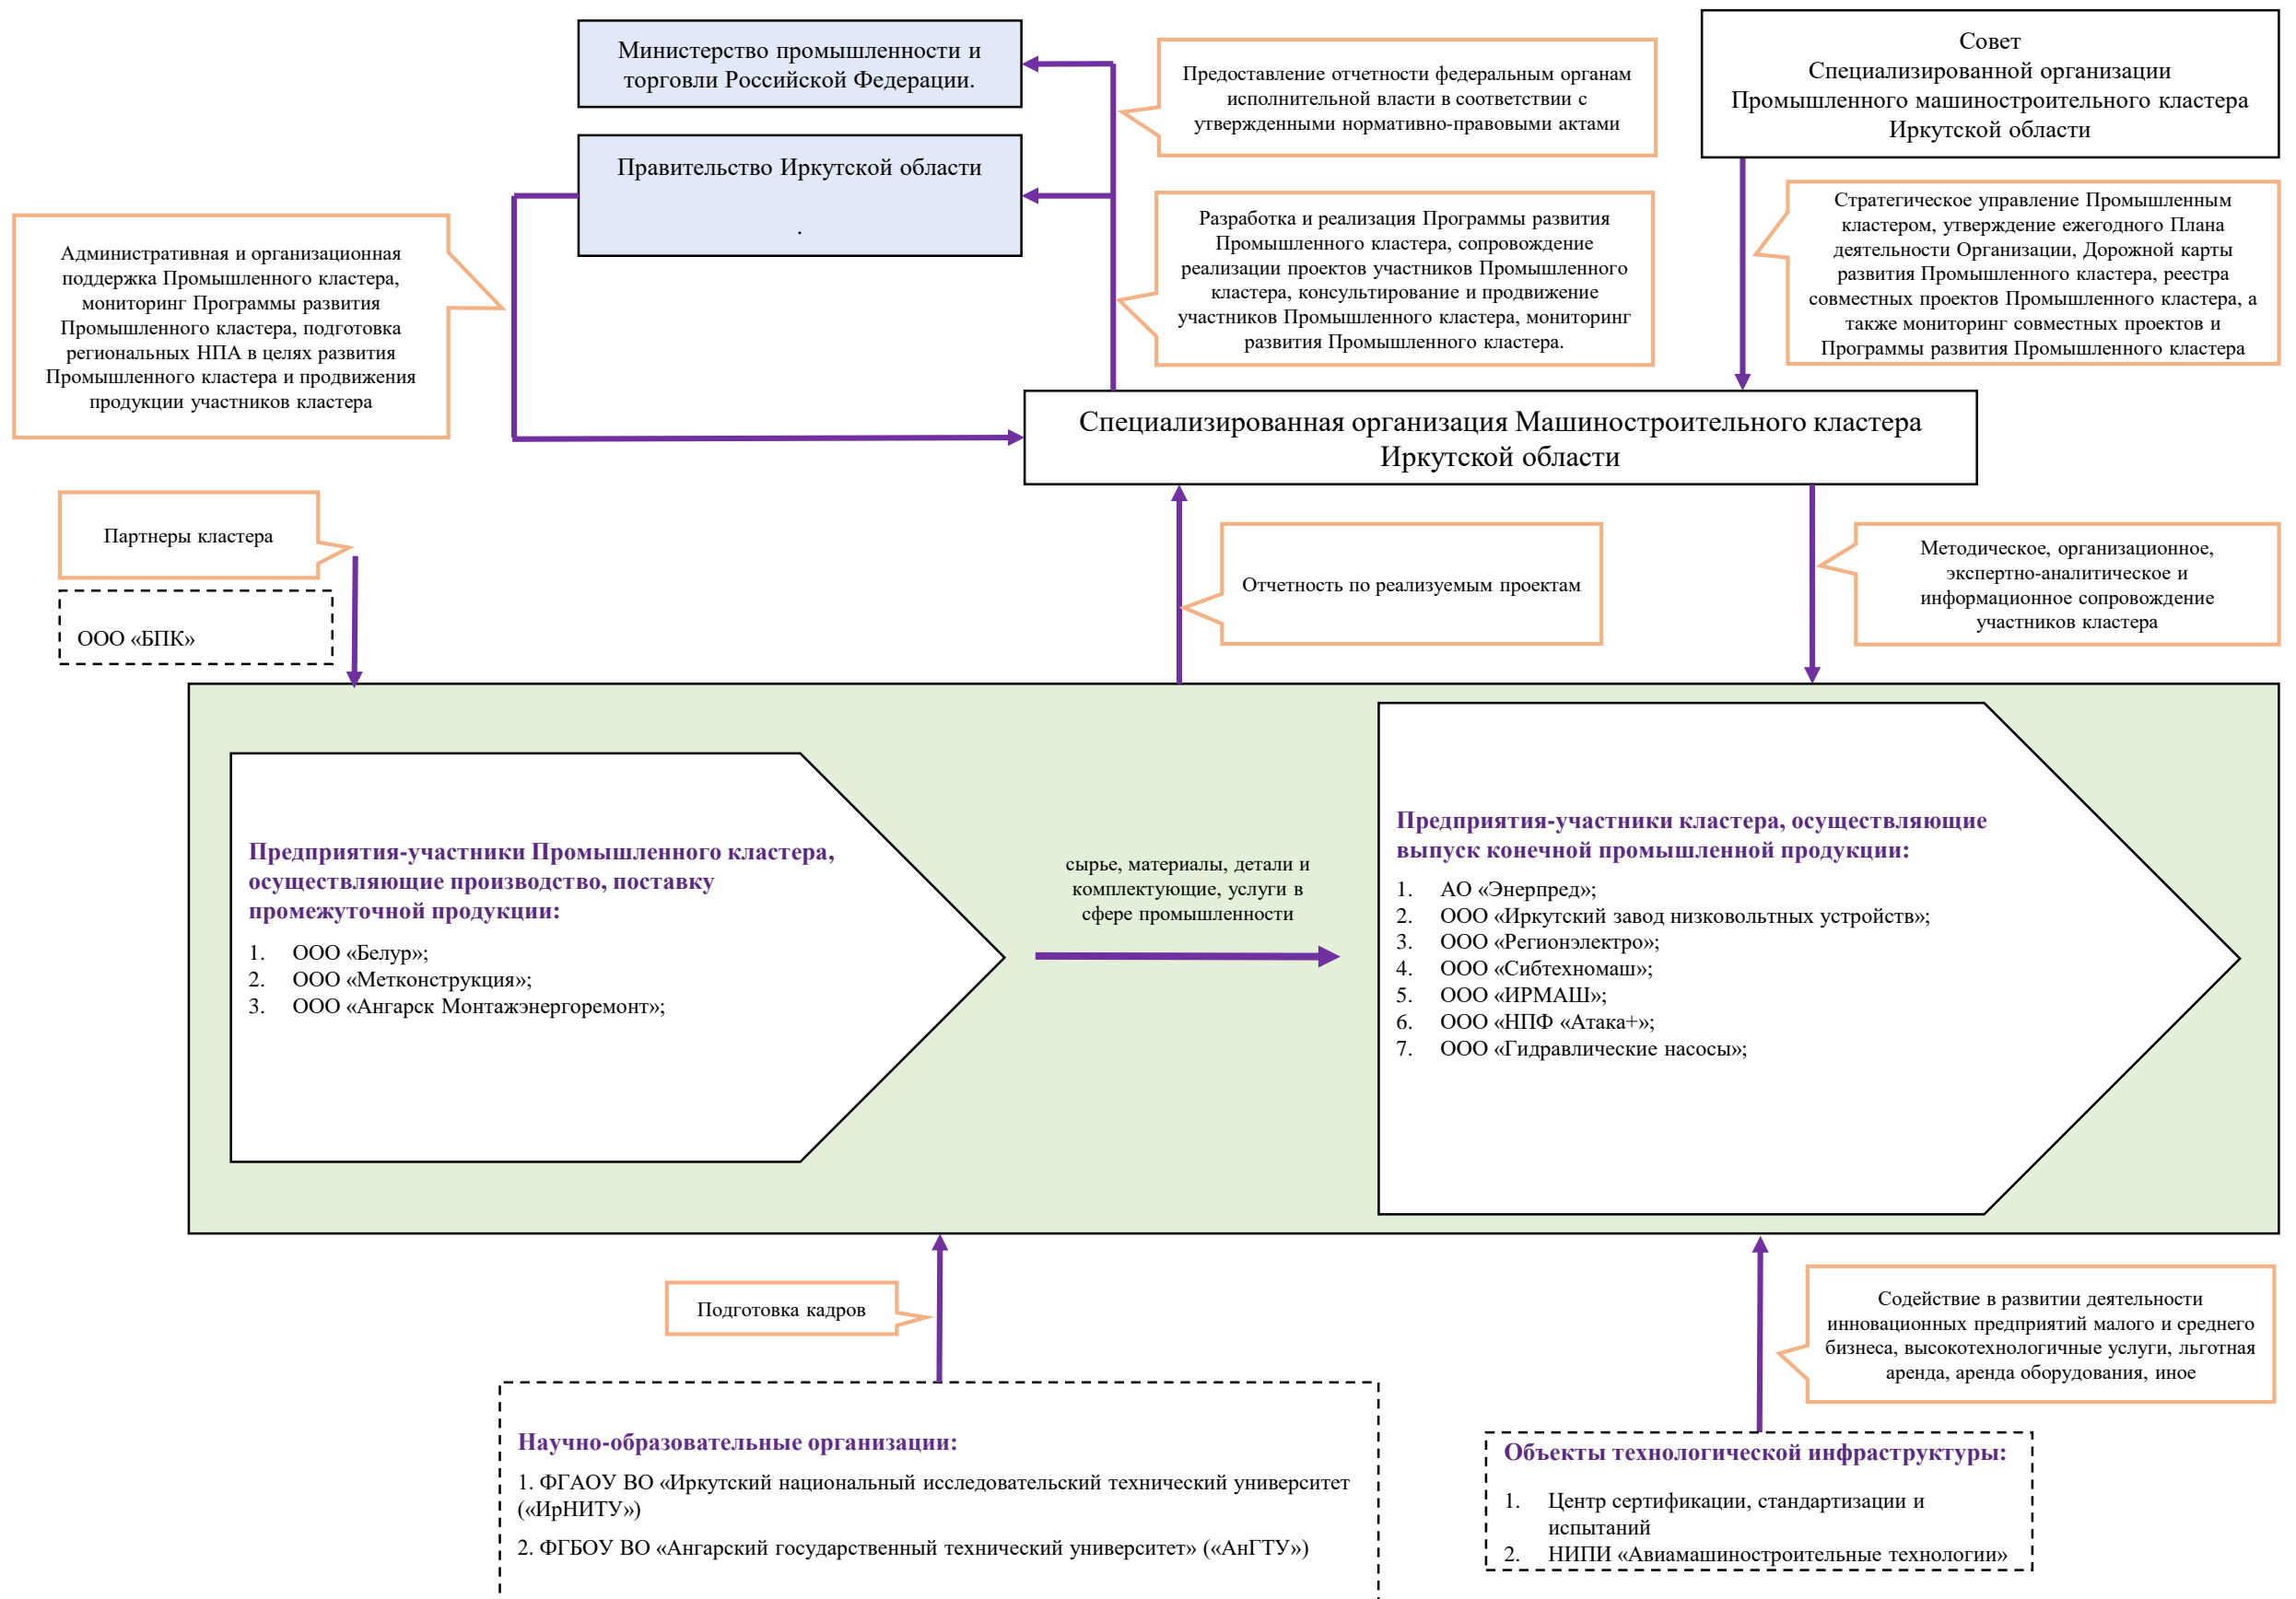 Министерство промышленности и
торговли Российской Федерации.
Правительство Иркутской области
.
Предоставление отчетности федеральным органам
исполнительной власти в соответствии с
утвержденными нормативно-правовыми актами
Совет
Специализированной организации
Промышленного машиностроительного кластера
Иркутской области
Разработка и реализация Программы развития
Промышленного кластера, сопровождение
реализации проектов участников Промышленного
кластера, консультирование и продвижение
участников Промышленного кластера, мониторинг
развития Промышленного кластера.
Стратегическое управление Промышленным
кластером, утверждение ежегодного Плана
деятельности Организации, Дорожной карты
развития Промышленного кластера, реестра
совместных проектов Промышленного кластера, а
также мониторинг совместных проектов и
Программы развития Промышленного кластера
Административная и организационная
поддержка Промышленного кластера,
мониторинг Программы развития
Промышленного кластера, подготовка
региональных НПА в целях развития
Промышленного кластера и продвижения
продукции участников кластера
Специализированная организация Машиностроительного кластера
Иркутской области
Партнеры кластера
ООО «БПК»
Отчетность по реализуемым проектам
Методическое, организационное,
экспертно-аналитическое и
информационное сопровождение
участников кластера
Предприятия-участники Промышленного кластера,
осуществляющие производство, поставку
промежуточной продукции:
1. ООО «Белур»;
2. ООО «Метконструкция»;
3. ООО «Ангарск Монтажэнергоремонт»;
сырье, материалы, детали и
комплектующие, услуги в
сфере промышленности
Предприятия-участники кластера, осуществляющие
выпуск конечной промышленной продукции:
1. АО «Энерпред»;
2. ООО «Иркутский завод низковольтных устройств»;
3. ООО «Регионэлектро»;
4. ООО «Сибтехномаш»;
5. ООО «ИРМАШ»;
6. ООО «НПФ «Атака+»;
7. ООО «Гидравлические насосы»;
Подготовка кадров
Содействие в развитии деятельности
инновационных предприятий малого и среднего
бизнеса, высокотехнологичные услуги, льготная
аренда, аренда оборудования, иное
Научно-образовательные организации:
1. ФГАОУ ВО «Иркутский национальный исследовательский технический университет
(«ИрНИТУ»)
2. ФГБОУ ВО «Ангарский государственный технический университет» («АнГТУ»)
Объекты технологической инфраструктуры:
1. Центр сертификации, стандартизации и
испытаний
2. НИПИ «Авиамашиностроительные технологии»